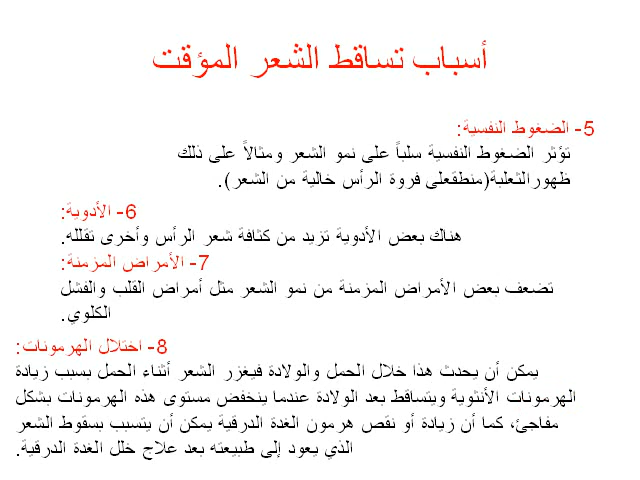 أسباب تساقط الشعر المؤقت
5- الضغوط النفسية:
تؤثر الضغوط النفسية سلباً على نمو الشعر ومثالاً على ذلك
ظهورالثعلبة(منطقعلى فروة الرأس خالية من الشعر).
6- الأدوية:
هناك بعض الأدوية تزيد من كثافة شعر الرأس وأخرى تقلله.
7- الأمراض المزمنة:
تضعف بعض الأمراض المزمنة من نمو الشعر مثل أمراض القلب والفشل
الكلوي.
8- اختلال الهرمونات:
يمكن أن يحدث هذا خلال الحمل والولادة فيغزر الشعر أثناء الحمل بسبب زيادة
الهرمونات الأنثوية ويتساقط بعد الولادة عندما ينخفض مستوى هذه الهرمونات بشكل
مفاجئ، كما أن زيادة أو نقص هرمون الغدة الدرقية يمكن أن يتسبب بسقوط الشعر
الذي يعود إلى طبيعته بعد علاج خلل الغدة الدرقية.